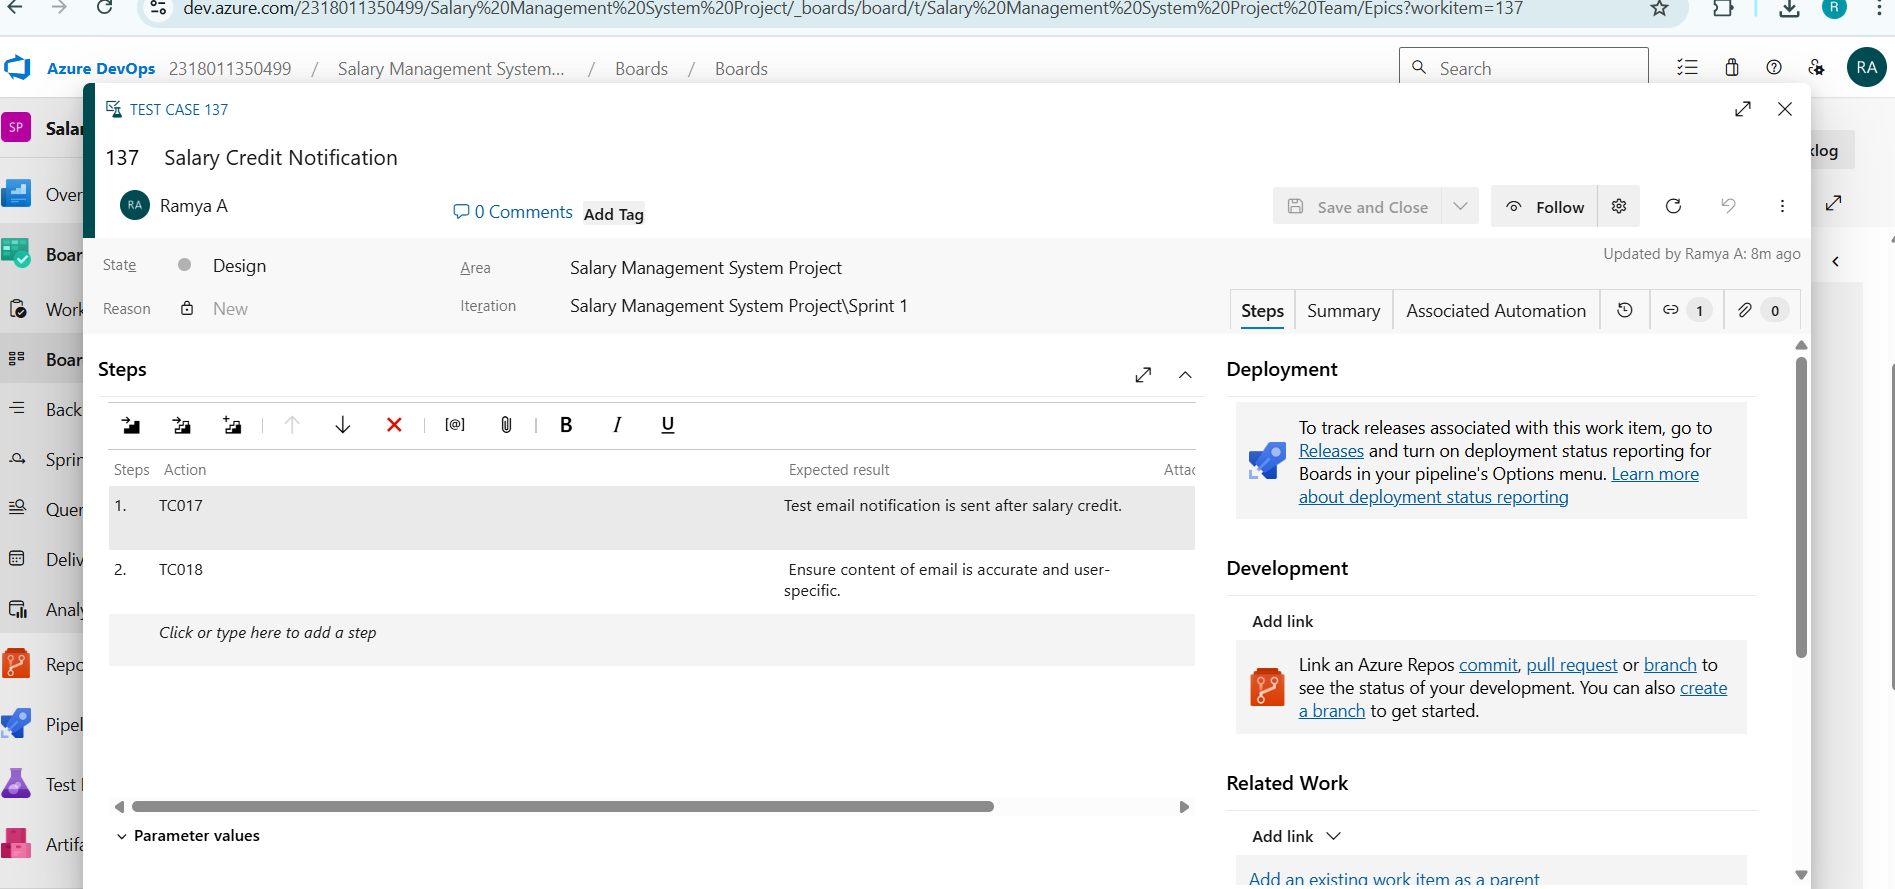 dev.azure.com/2318011350499/Salary%20Management%20System%20Project/_boards/board/t/Salary%20Management%20System%20Project%20Team/Epics?workitem=137
R
Azure DevOps 2318011350499 / Salary Management System... / Boards / Boards
Search
RA
SP Salar
TEST CASE 137
klog
137 Salary Credit Notification
Over
RA Ramya A
0 Comments Add Tag
Save and Close
Follow
Boar
State Design
Area Salary Management System Project
Updated by Ramya A: 8m ago
Work
Reason New
Iteration Salary Management System Project\Sprint 1
Steps Summary Associated Automation 1 0
Boar
Steps
Deployment
Back
B I U
To track releases associated with this work item, go to
Releases and turn on deployment status reporting for
Boards in your pipeline's Options menu. Learn more
about deployment status reporting
Sprin
Steps Action Expected result Attac
Quer
1. TC017 Test email notification is sent after salary credit.
Deliv
2. TC018 Ensure content of email is accurate and user-
specific.
Development
Analy
Click or type here to add a step
Add link
Repo
Link an Azure Repos commit, pull request or branch to
see the status of your development. You can also create
a branch to get started.
Pipel
Test
Related Work
Artifa
Parameter values
Add link
Add an existing work item as a parent